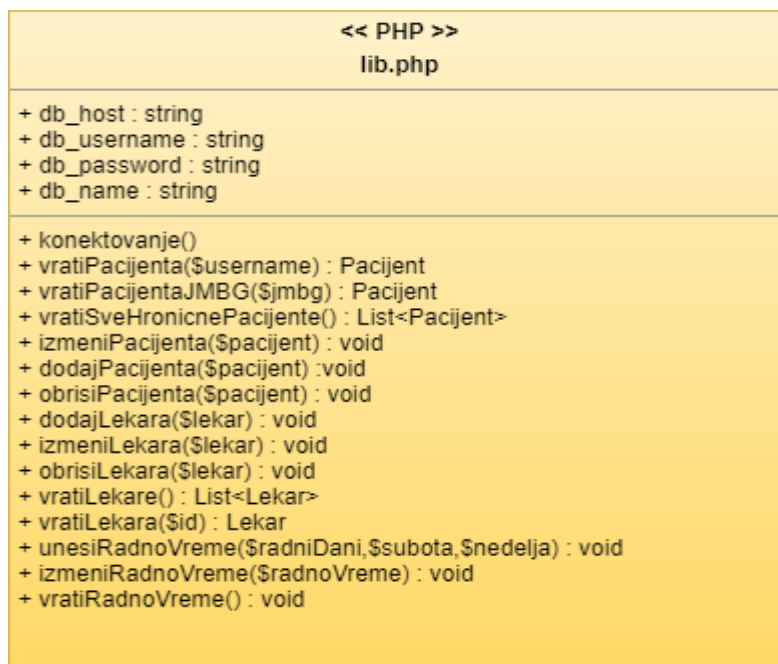 << PHP >>
lib.php
+ db_host : string
+ db_username : string
+ db_password : string
+ db_name : string
+ konektovanje()
+ vratiPacijenta($username) : Pacijent
+ vratiPacijentaJMBG($jmbg) : Pacijent
+ vratiSveHronicnePacijente() : List<Pacijent>
+ izmeniPacijenta($pacijent) : void
+ dodajPacijenta($pacijent) :void
+ obrisiPacijenta($pacijent) : void
+ dodajLekara($lekar) : void
+ izmeniLekara($lekar) : void
+ obrisiLekara($lekar) : void
+ vratiLekare() : List<Lekar>
+ vratiLekara($id) : Lekar
+ unesiRadnoVreme($radniDani,$subota,$nedelja) : void
+ izmeniRadnoVreme($radnoVreme) : void
+ vratiRadnoVreme() : void